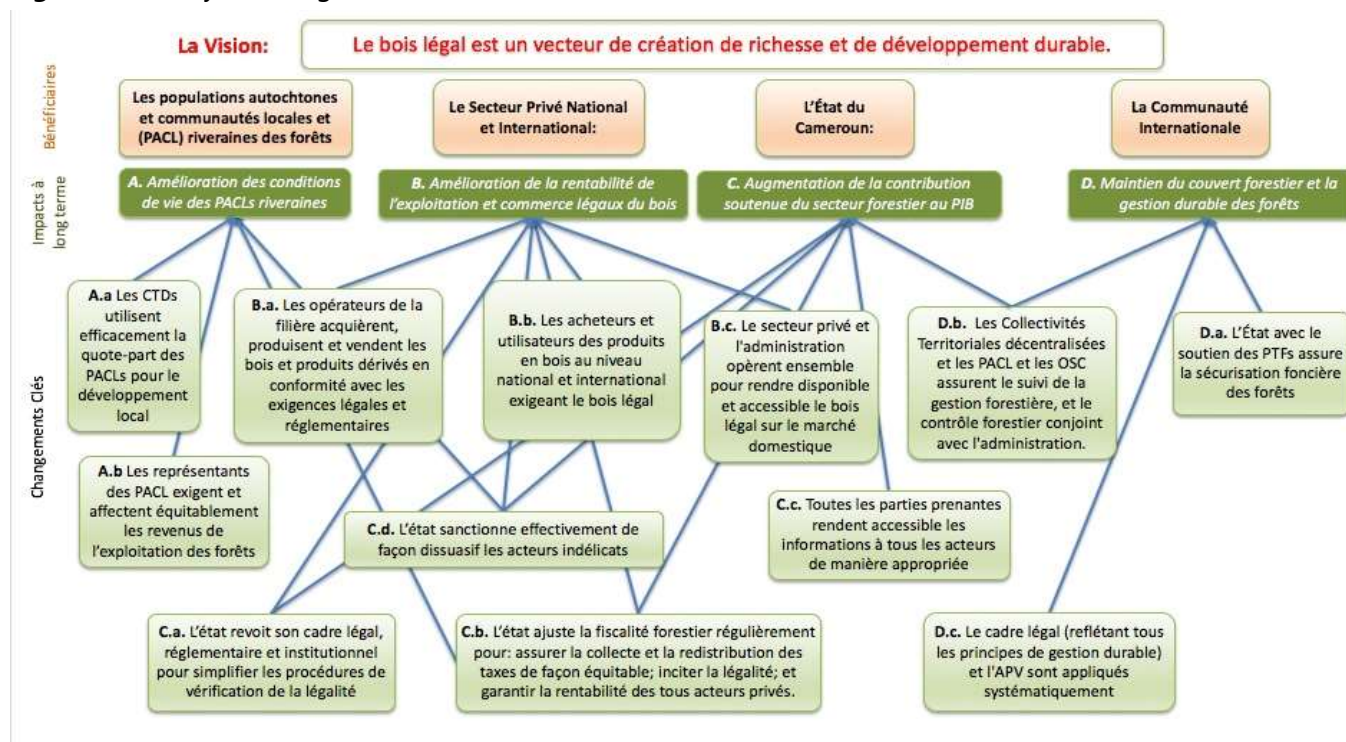 La Vision:
Le bois légal est un vecteur de création de richesse et de développement durable.
Bénéficiaires
Les populations autochtones
et communautés locales et
(PACL) riveraines des forêts
Le Secteur Privé National
et International:
L'État du
Cameroun:
La Communauté
Internationale
Impacts à
long terme
A. Amélioration des conditions
de vie des PACLs riveraines
B. Amélioration de la rentabilité de
l'exploitation et commerce légaux du bois
C. Augmentation de la contribution
soutenue du secteur forestier au PIB
D. Maintien du couvert forestier et la
gestion durable des forêts
Changements Clés
A.a Les CTDs
utilisent
efficacement la
quote-part des
PACLs pour le
développement
local
B.a. Les opérateurs de la
filière acquièrent,
produisent et vendent les
bois et produits dérivés en
conformité avec les
exigences légales et
réglementaires
B.b. Les acheteurs et
utilisateurs des produits
en bois au niveau
national et international
exigeant le bois légal
B.c. Le secteur privé et
l'administration
opèrent ensemble
pour rendre disponible
et accessible le bois
légal sur le marché
domestique
D.b. Les Collectivités
Territoriales décentralisées
et les PACL et les OSC
assurent le suivi de la
gestion forestière, et le
contrôle forestier conjoint
avec l'administration.
D.a. L'État avec le
soutien des PTFs assure
la sécurisation foncière
des forêts
A.b Les représentants
des PACL exigent et
affectent équitablement
les revenus de
l'exploitation des forêts
C.d. L'état sanctionne effectivement de
façon dissuasif les acteurs indélicats
C.c. Toutes les parties prenantes
rendent accessible les
informations à tous les acteurs
de manière appropriée
C.a. L'état revoit son cadre légal,
réglementaire et institutionnel
pour simplifier les procédures de
vérification de la légalité
C.b. L'état ajuste la fiscalité forestier régulièrement
pour: assurer la collecte et la redistribution des
taxes de façon équitable; inciter la légalité; et
garantir la rentabilité des tous acteurs privés.
D.c. Le cadre légal (reflétant tous
les principes de gestion durable)
et l'APV sont appliqués
systématiquement